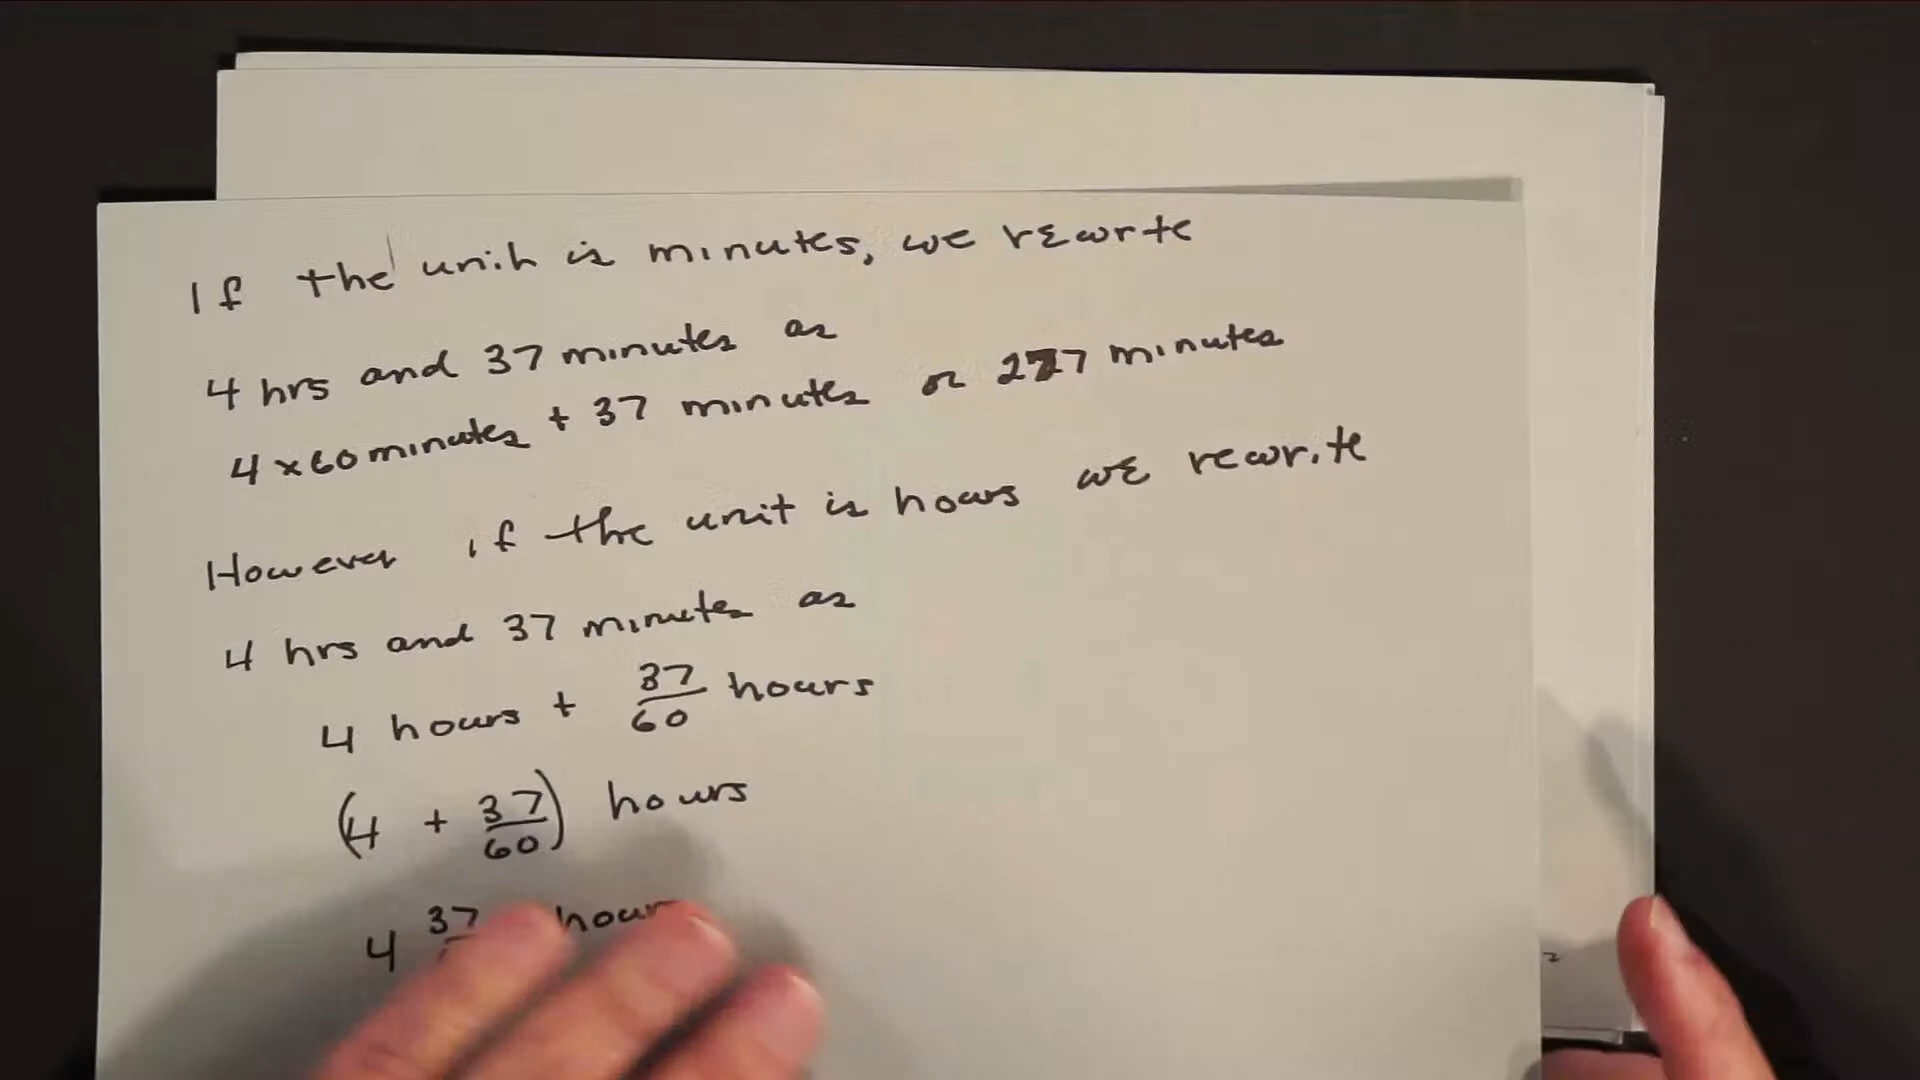 If the unit is minutes, we rewrte
4 hrs and 37 minutes as
4 x 60 minutes + 37 minutes or 277 minutes
However if the unit is hours we rewrite
4 hrs and 37 minutes as
4 hours + 37/60 hours
(4 + 37/60) hours
4 37 hour